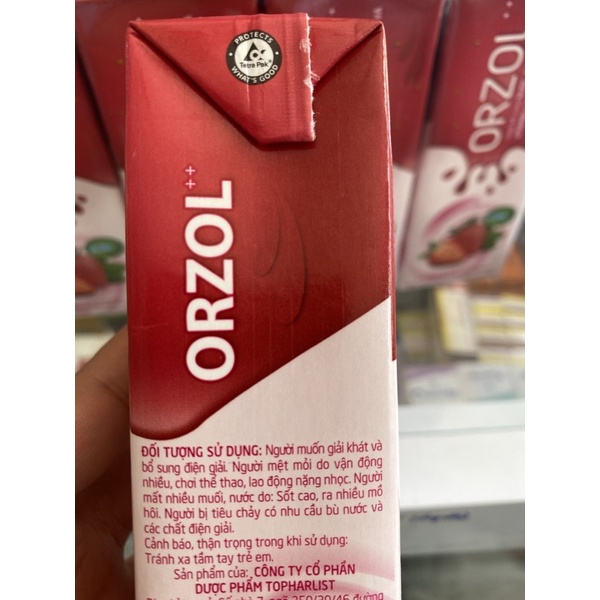 PROTECTS
Tetra Pak
WHAT'S GOOD
ORZOL++
ORZOL++
ĐỐI TƯỢNG SỬ DỤNG: Người muốn giải khát và
bổ sung điện giải. Người mệt mỏi do vận động
nhiều, chơi thể thao, lao động nặng nhọc. Người
mất nhiều muối, nước do: Sốt cao, ra nhiều mồ
hôi. Người bị tiêu chảy có nhu cầu bù nước và
các chất điện giải.
Cảnh báo, thận trọng trong khi sử dụng:
Tránh xa tầm tay trẻ em.
Sản phẩm của: CÔNG TY CỔ PHẦN
DƯỢC PHẨM TOPHARLIST